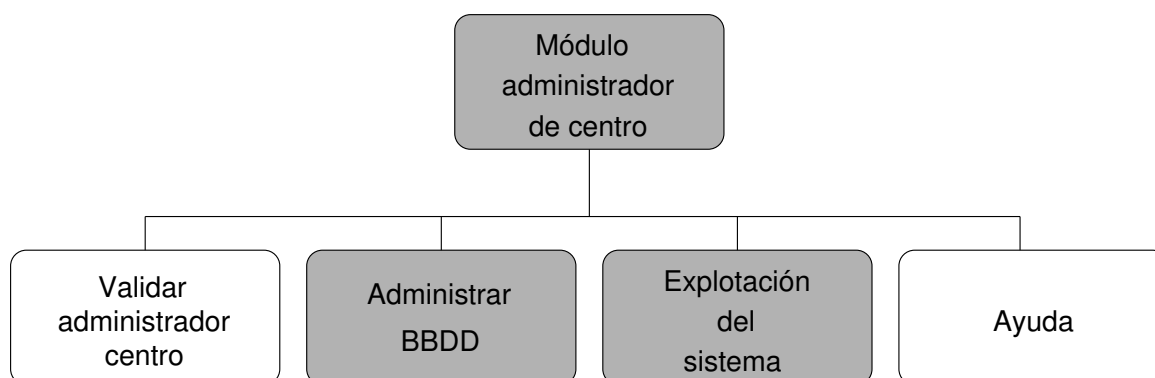 Módulo
administrador
de centro
Validar
administrador
centro
Administrar
BBDD
Explotación
del
sistema
Ayuda